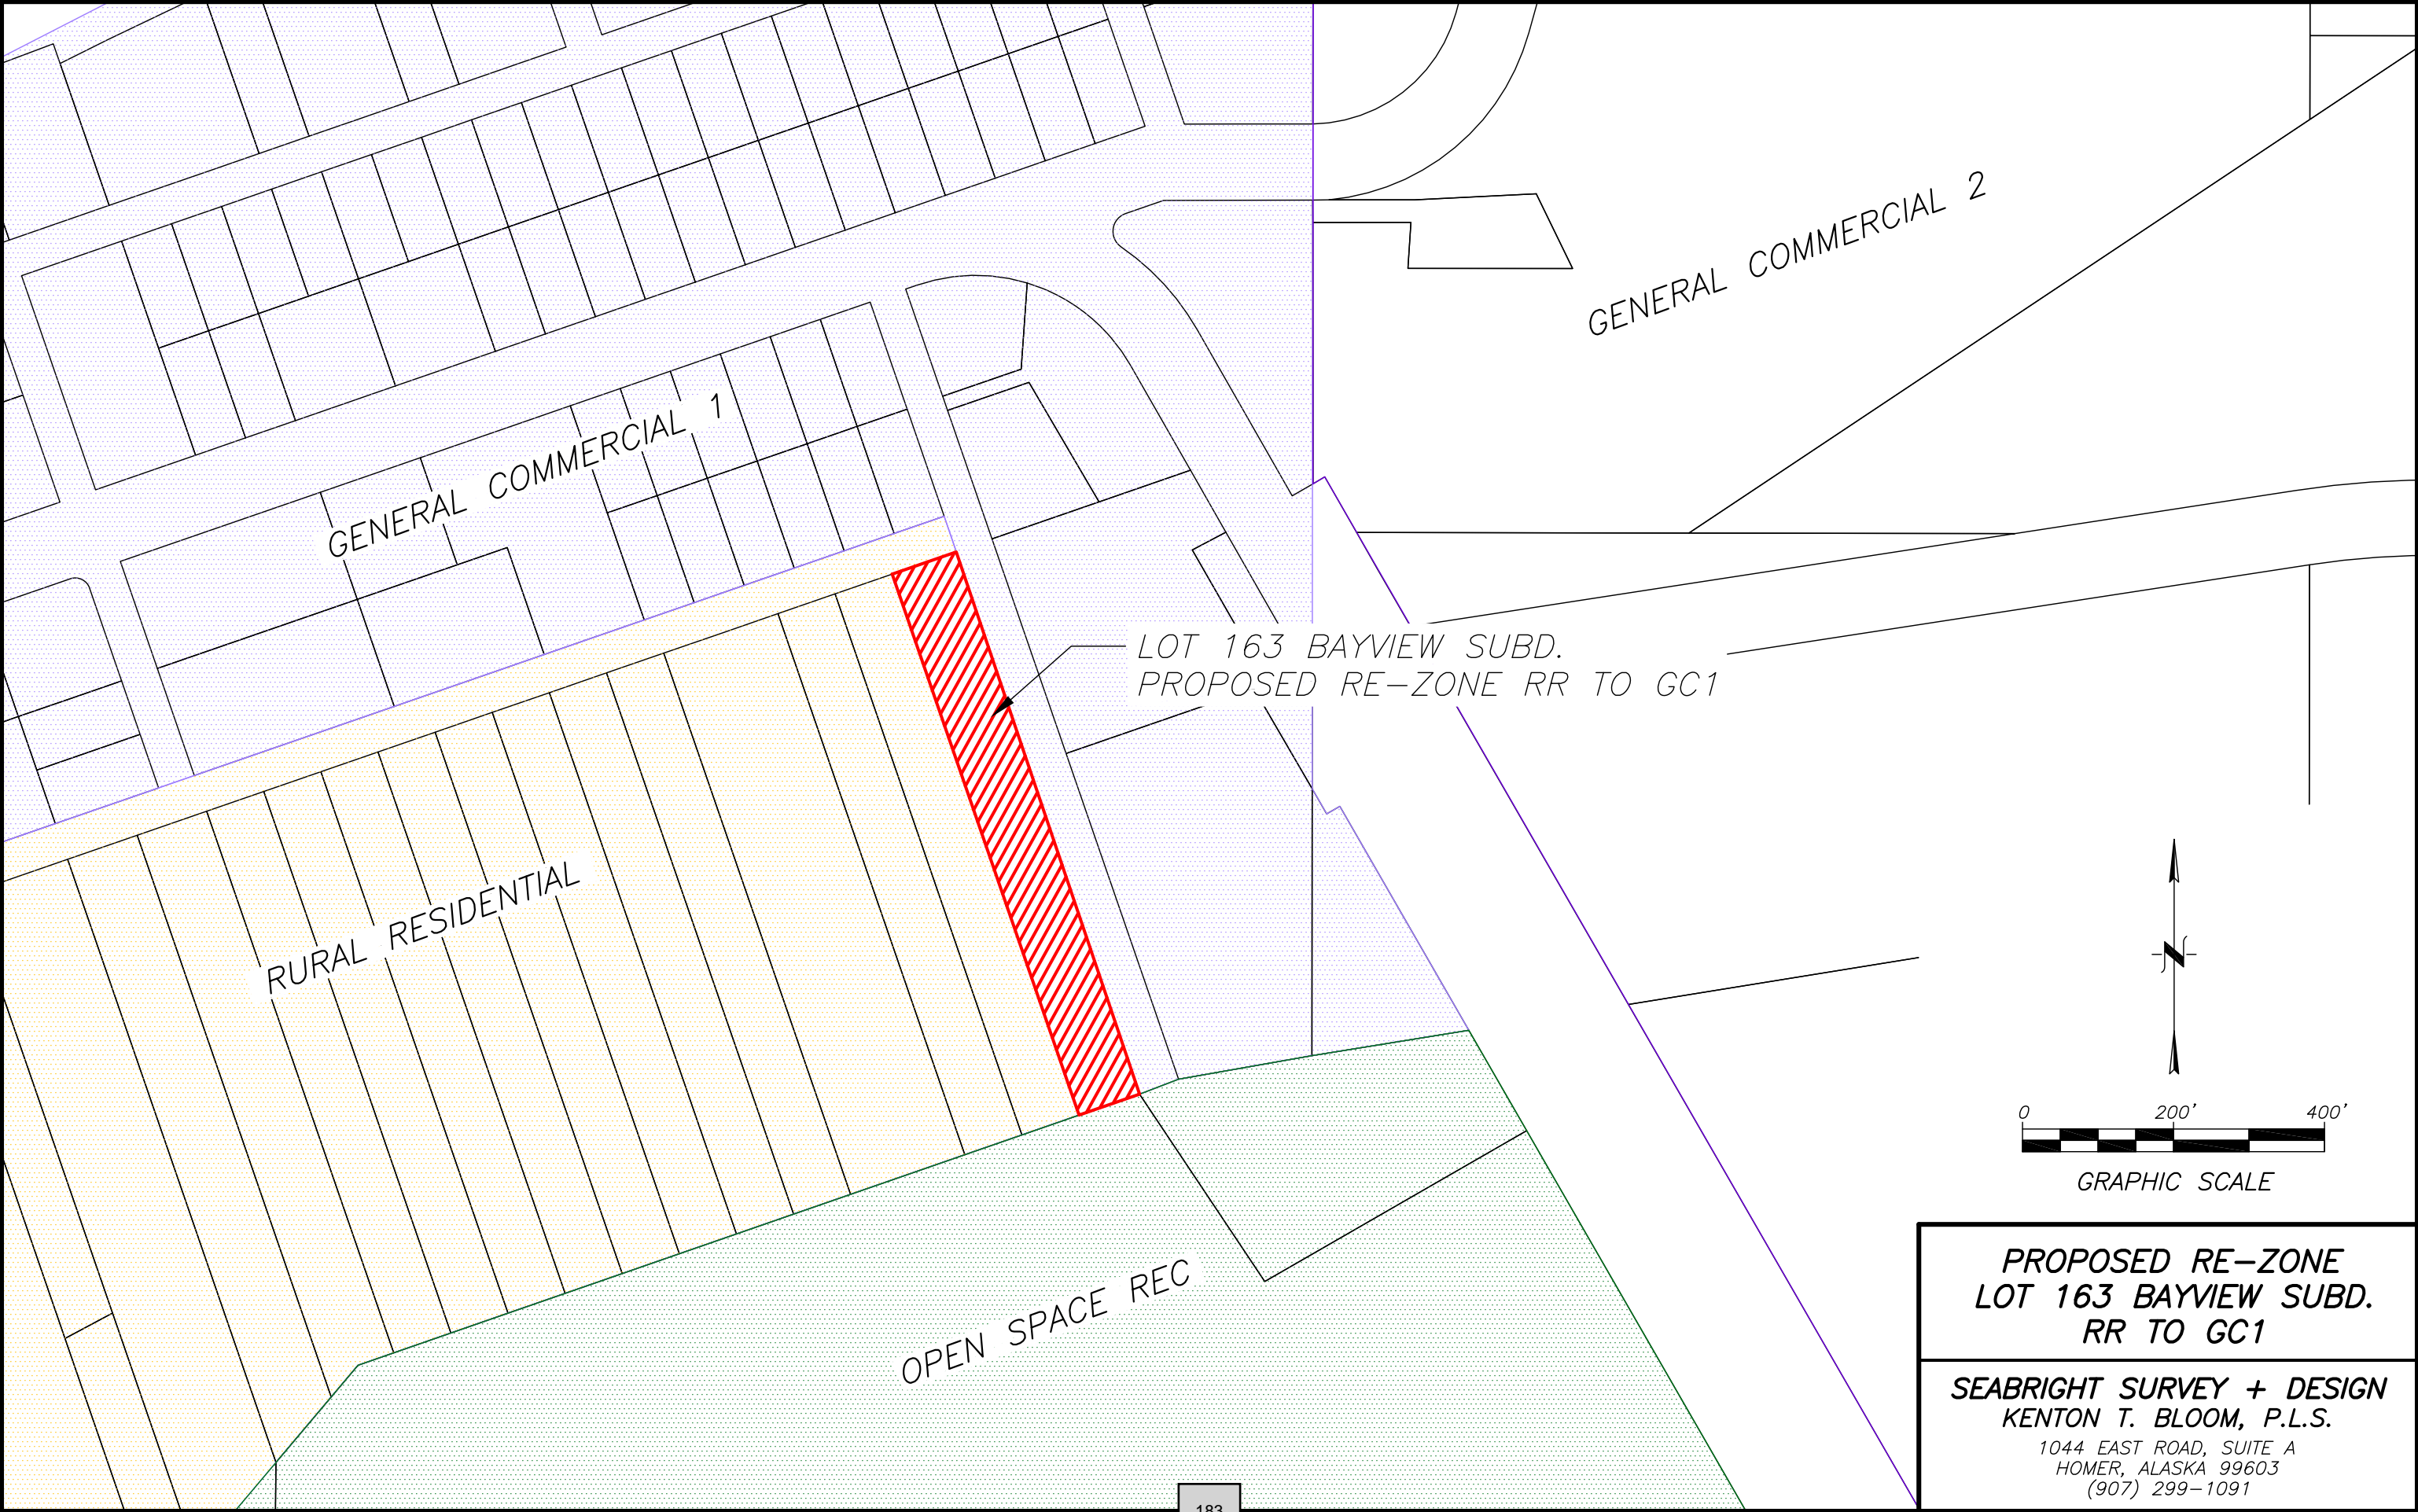 GENERAL COMMERCIAL 2
GENERAL COMMERCIAL 1
LOT 163 BAYVIEW SUBD.
PROPOSED RE-ZONE RR TO GC1
RURAL RESIDENTIAL
OPEN SPACE REC
N
0 200' 400'
GRAPHIC SCALE
PROPOSED RE-ZONE
LOT 163 BAYVIEW SUBD.
RR TO GC1
SEABRIGHT SURVEY + DESIGN
KENTON T. BLOOM, P.L.S.
1044 EAST ROAD, SUITE A
HOMER, ALASKA 99603
(907) 299-1091
183